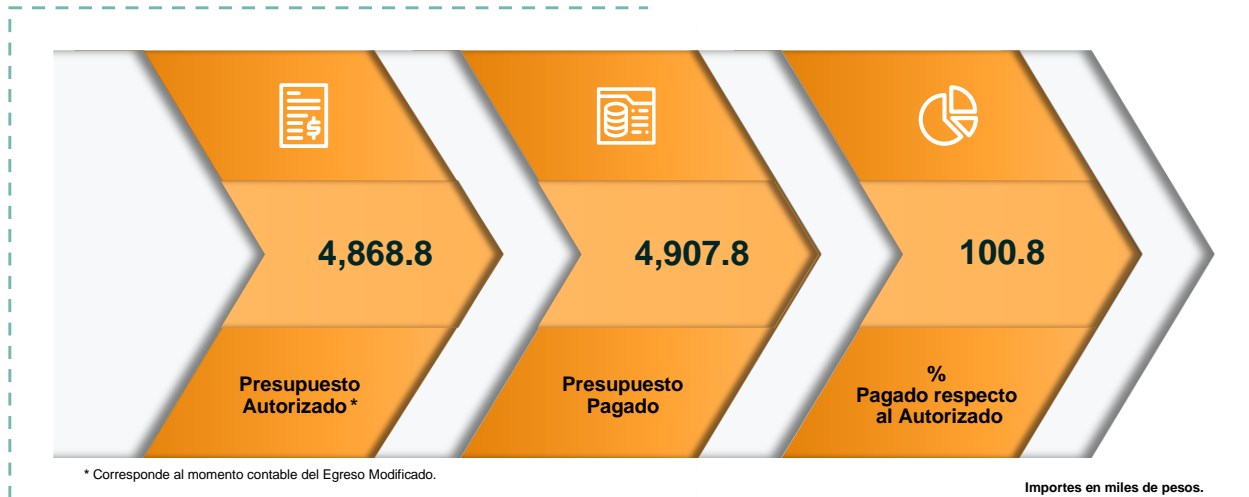 4,868.8
4,907.8
100.8
Presupuesto
Autorizado *
Presupuesto
Pagado
%
Pagado respecto
al Autorizado
* Corresponde al momento contable del Egreso Modificado.
Importes en miles de pesos.